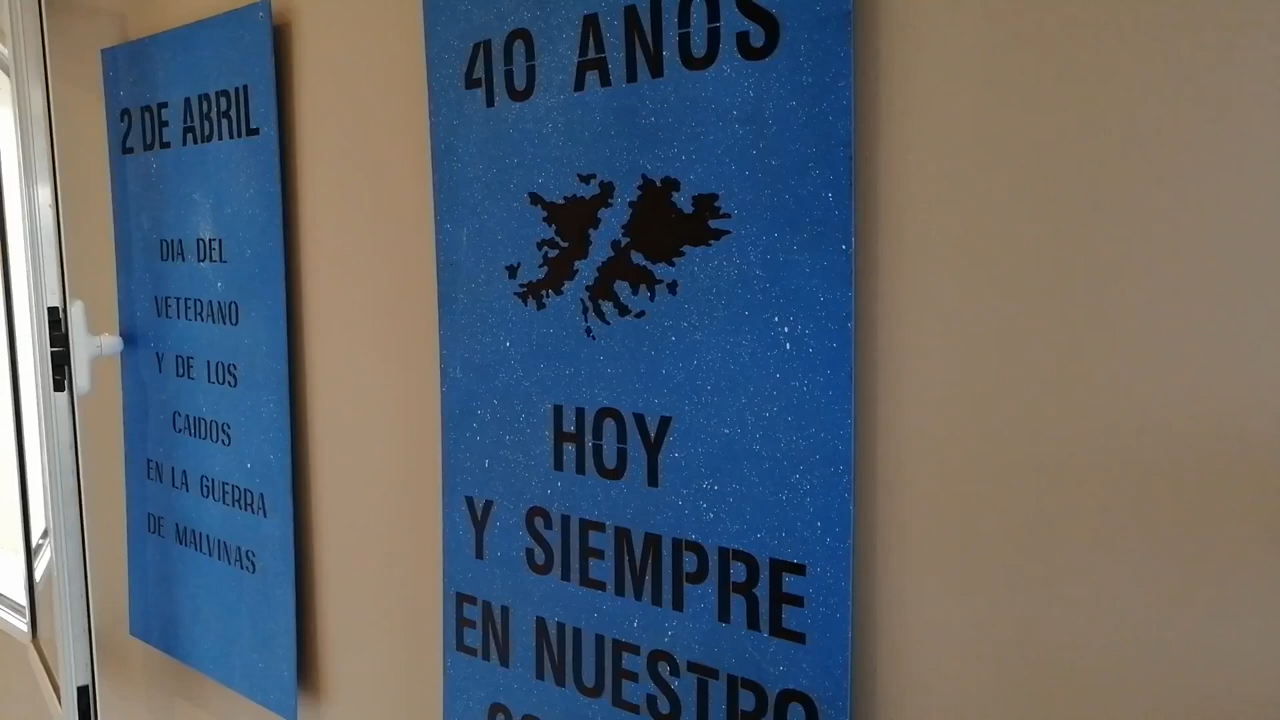 2 DE ABRIL
DIA DEL
VETERANO
Y DE LOS
CAIDOS
EN LA GUERRA
DE MALVINAS
40 ANOS
HOY
Y SIEMPRE
EN NUESTRO